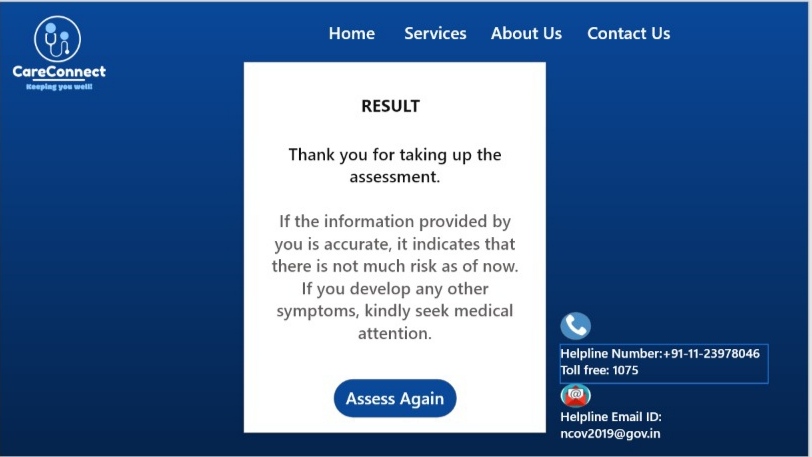 Home Services About Us Contact Us
CareConnect
Keeping you well!
RESULT
Thank you for taking up the
assessment.
If the information provided by
you is accurate, it indicates that
there is not much risk as of now.
If you develop any other
symptoms, kindly seek medical
attention.
Assess Again
Helpline Number:+91-11-23978046
Toll free: 1075
Helpline Email ID:
ncov2019@gov.in